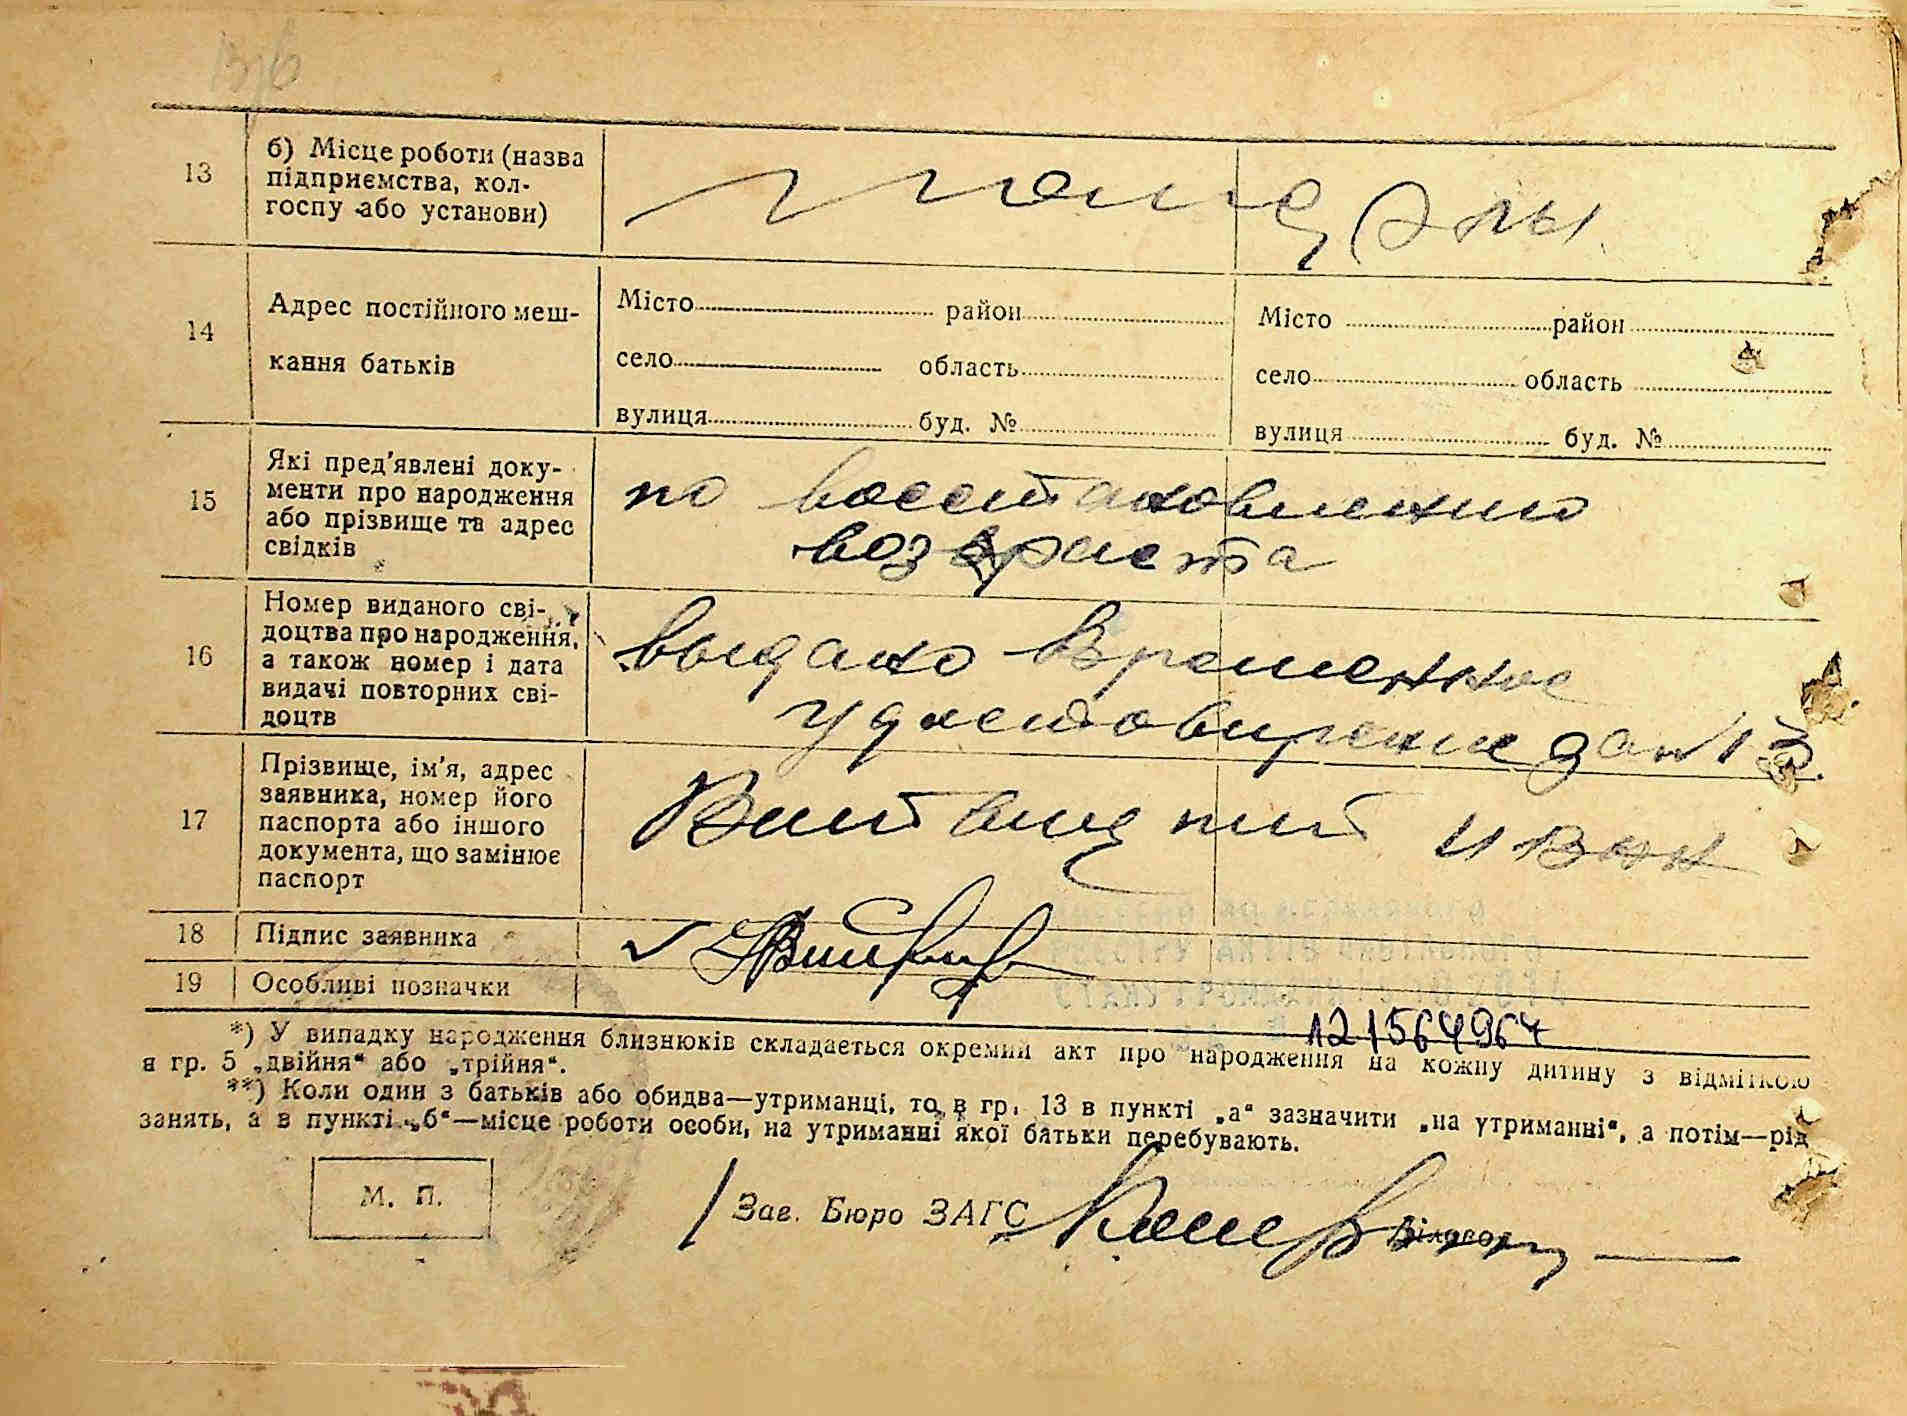 13
б) Місце роботи (назва
підприємства, кол-
госпу або установи)
14
Адрес постійного меш-
кання батьків
Місто район
село область
вулиця буд. №
Місто район
село область
вулиця буд. №
15
Які пред'явлені доку-
менти про народження
або прізвище та адрес
свідків
по восстановлению
возраста
16
Номер виданого сві-
доцтва про народження,
а також номер і дата
видачі повторних сві-
доцтв
выдано временное
удостовирение за № 13
17
Прізвище, ім'я, адрес
заявника, номер його
паспорта або іншого
документа, що замінює
паспорт
18
Підпис заявника
19
Особливі позначки
121564964
*) У випадку народження близнюків складається окремий акт про народження на кожну дитину з відміткою
в гр. 5 „двійня“ або „трійня“.
**) Коли один з батьків або обидва—утриманці, то в гр. 13 в пункті „а“ зазначити „на утриманні“, а потім—рід
занять, а в пункті „б“—місце роботи особи, на утриманні якої батьки перебувають.
М. П.
Зав. Бюро ЗАГС